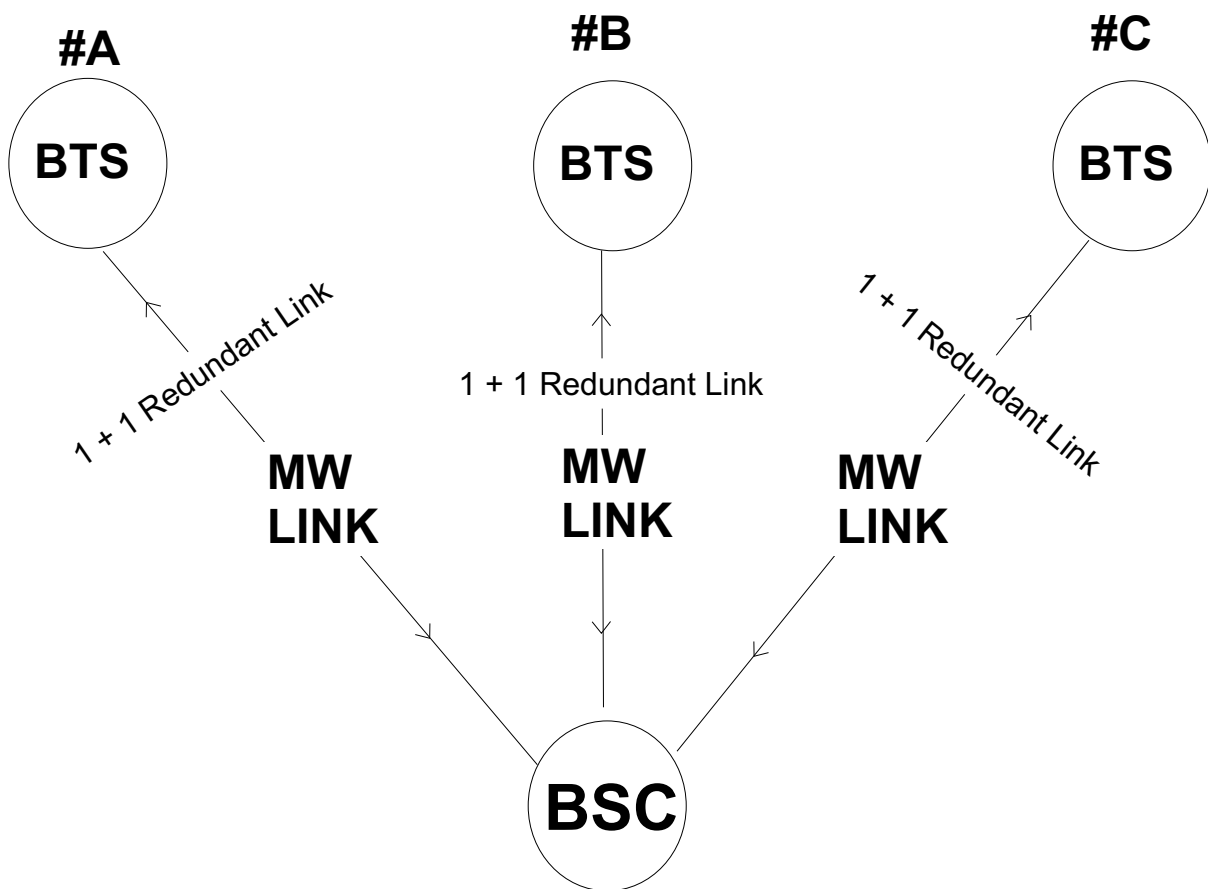 #A
#B
#C
BTS
BTS
BTS
1 + 1 Redundant Link
1 + 1 Redundant Link
1 + 1 Redundant Link
MW
LINK
MW
LINK
MW
LINK
BSC